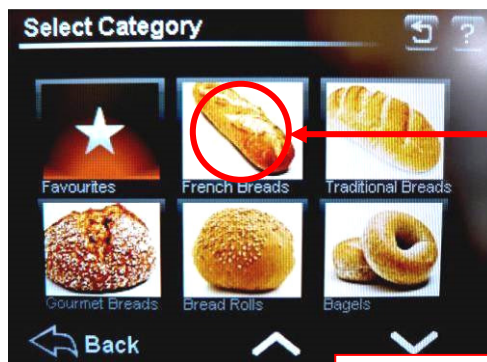 Select Category
?
Favourites
French Breads
Traditional Breads
Gourmet Breads
Bread Rolls
Bagels
Back